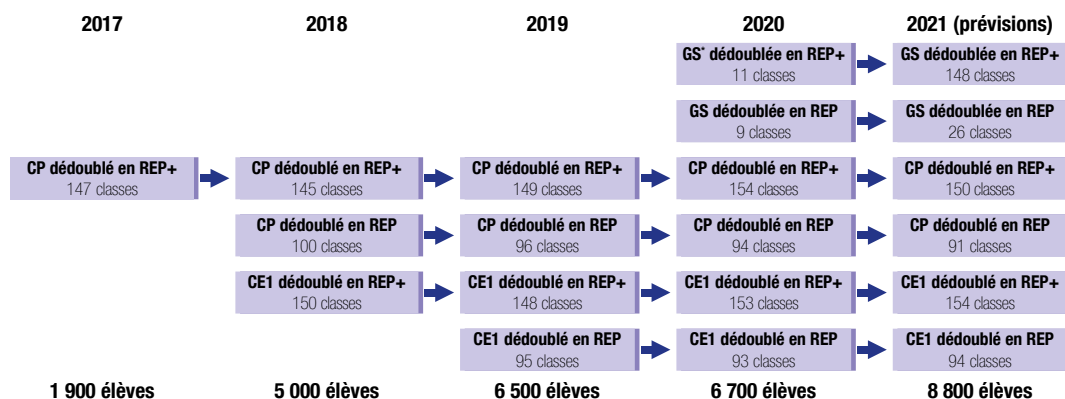 2017 2018 2019 2020 2021 (prévisions)
GS* dédoublée en REP+ GS dédoublée en REP+
11 classes 148 classes
GS dédoublée en REP GS dédoublée en REP
9 classes 26 classes
CP dédoublé en REP+ CP dédoublé en REP+ CP dédoublé en REP+ CP dédoublé en REP+ CP dédoublé en REP+
147 classes 145 classes 149 classes 154 classes 150 classes
CP dédoublé en REP CP dédoublé en REP CP dédoublé en REP CP dédoublé en REP
100 classes 96 classes 94 classes 91 classes
CE1 dédoublé en REP+ CE1 dédoublé en REP+ CE1 dédoublé en REP+ CE1 dédoublé en REP+
150 classes 148 classes 153 classes 154 classes
CE1 dédoublé en REP CE1 dédoublé en REP CE1 dédoublé en REP
95 classes 93 classes 94 classes
1 900 élèves 5 000 élèves 6 500 élèves 6 700 élèves 8 800 élèves